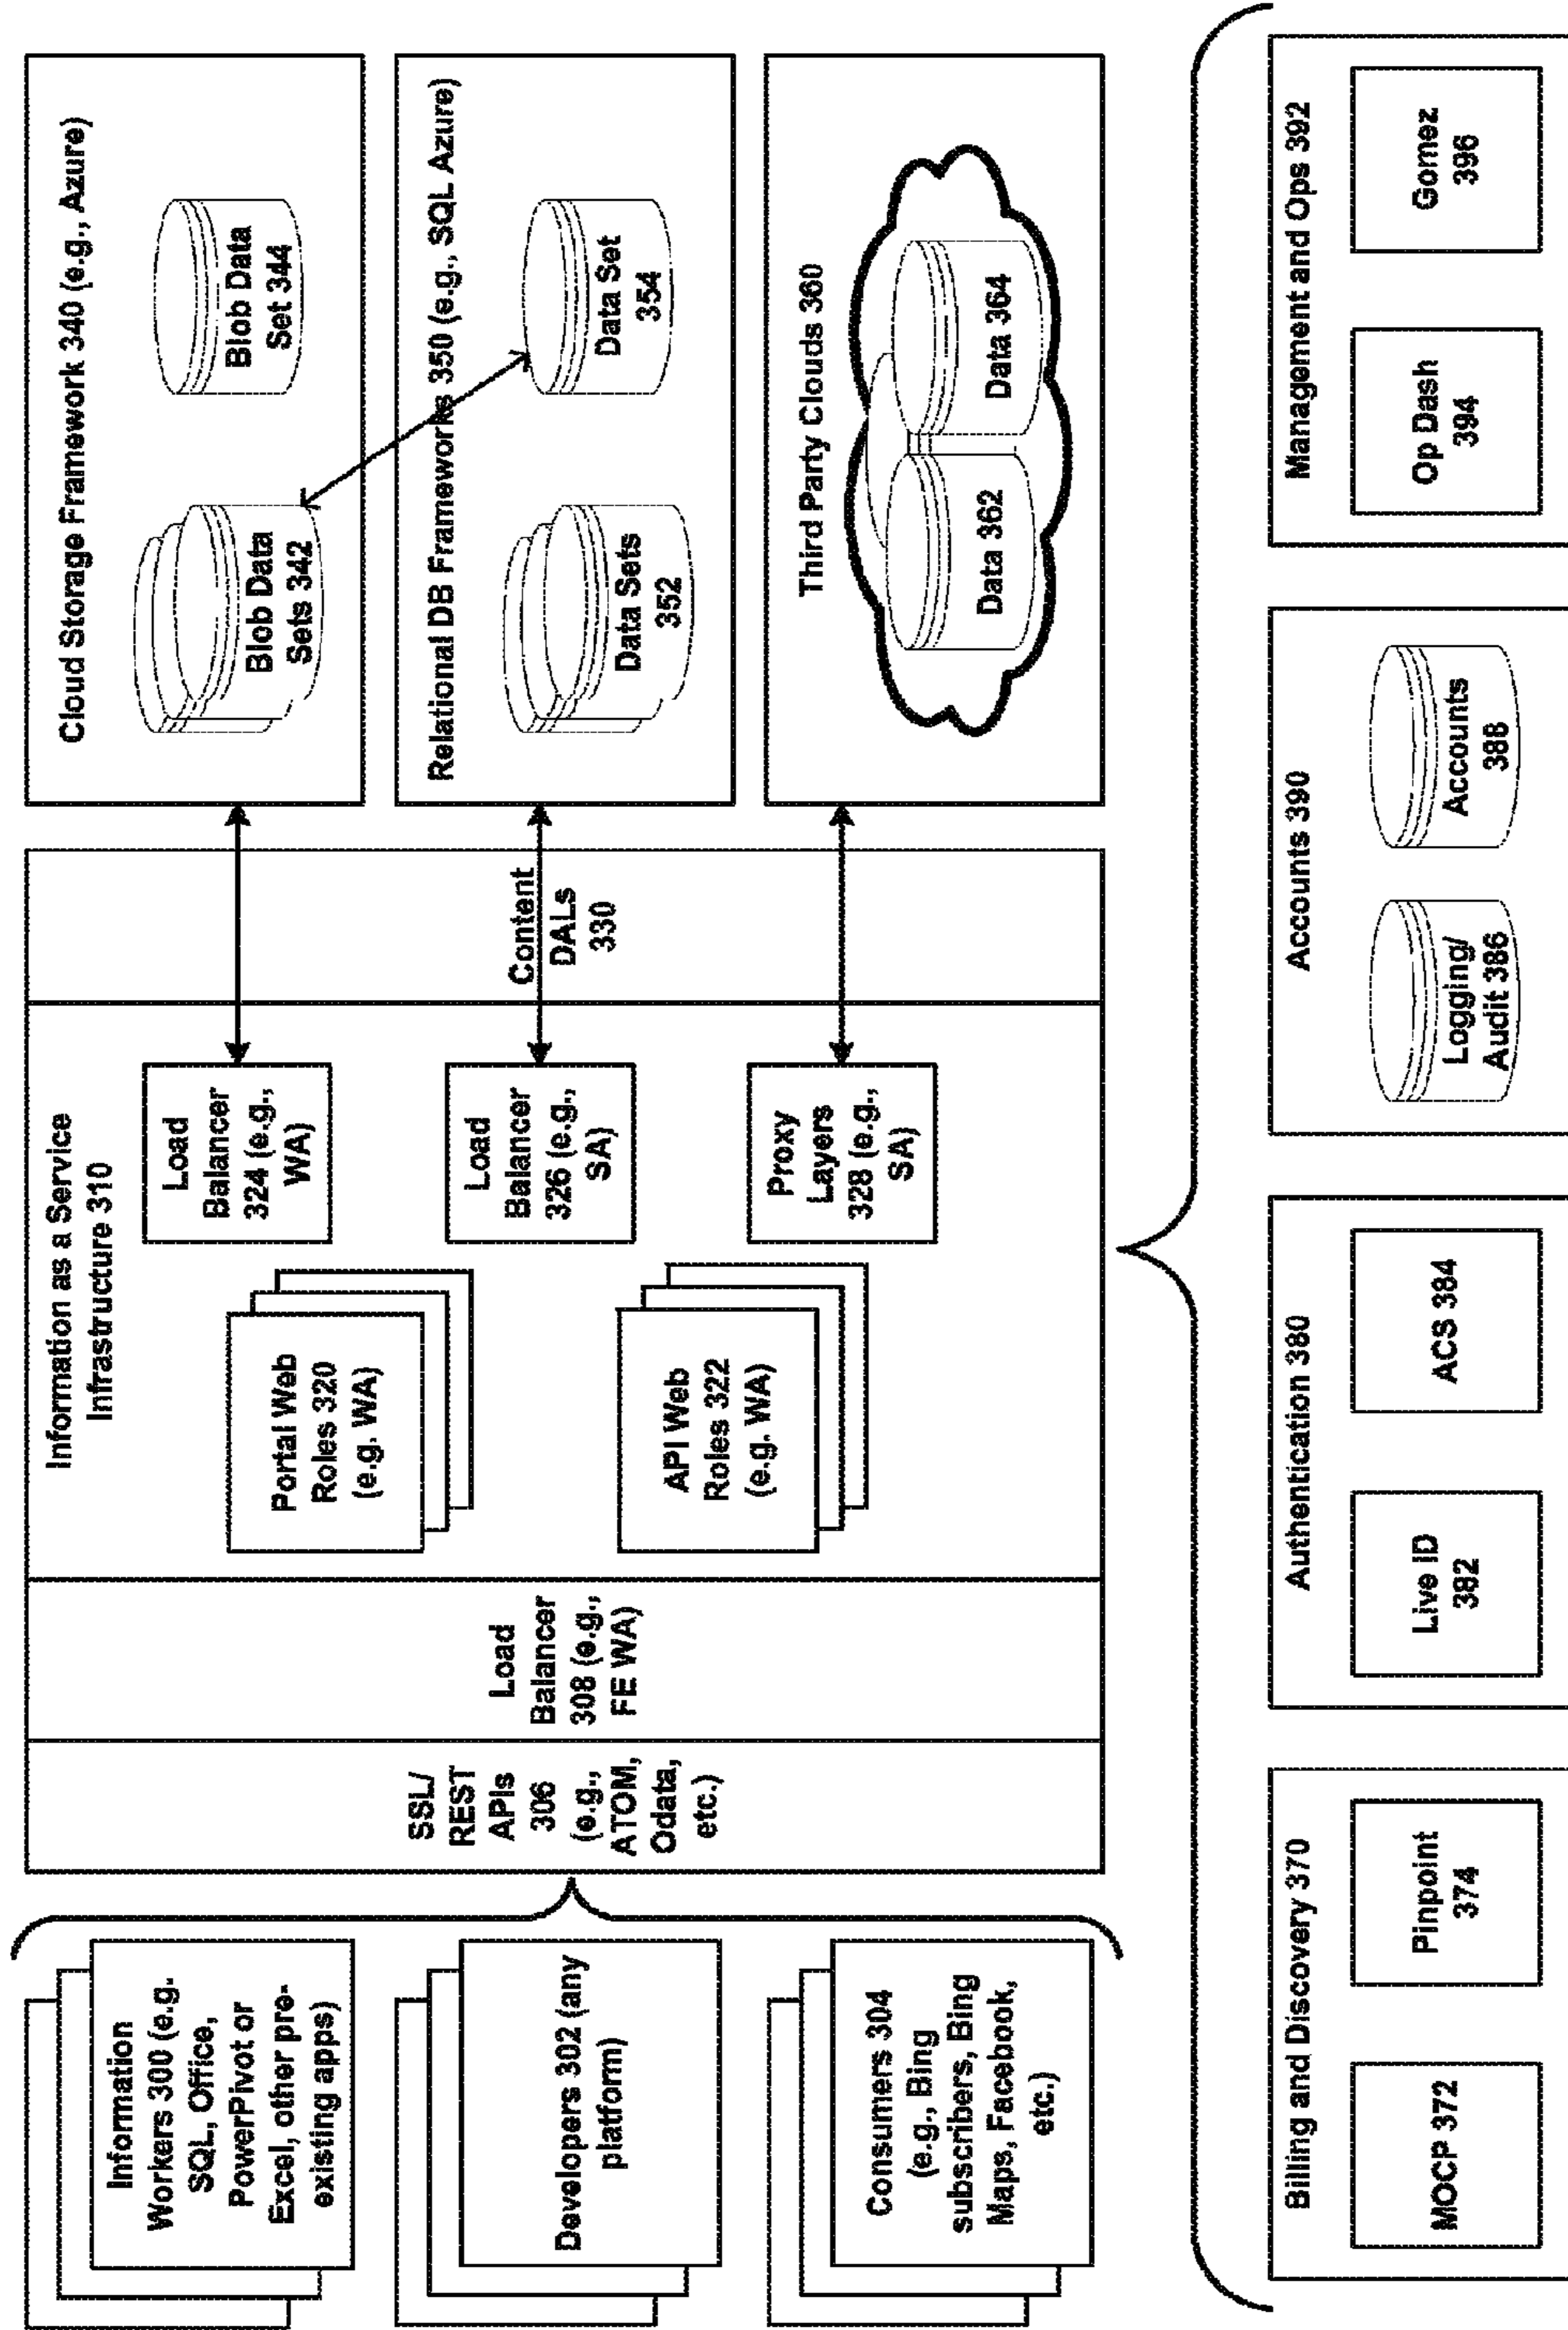 Information
Workers 300 (e.g.
SQL, Office,
PowerPivot or
Excel, other pre-
existing apps)
Developers 302 (any
platform)
Consumers 304
(e.g., Bing
subscribers, Bing
Maps, Facebook,
etc.)
SSL/
REST
APIs
306
(e.g.,
ATOM,
Odata,
etc.)
Load
Balancer
308 (e.g.,
FE WA)
Information as a Service
Infrastructure 310
Portal Web
Roles 320
(e.g. WA)
API Web
Roles 322
(e.g. WA)
Load
Balancer
324 (e.g.,
WA)
Load
Balancer
326 (e.g.,
SA)
Proxy
Layers
328 (e.g.,
SA)
Content
DALs
330
Cloud Storage Framework 340 (e.g., Azure)
Blob Data
Sets 342
Blob Data
Set 344
Relational DB Frameworks 350 (e.g., SQL Azure)
Data Sets
352
Data Set
354
Third Party Clouds 360
Data 362
Data 364
Billing and Discovery 370
MOCP 372
Pinpoint
374
Authentication 380
Live ID
382
ACS 384
Accounts 390
Logging/
Audit 386
Accounts
388
Management and Ops 392
Op Dash
394
Gomez
396